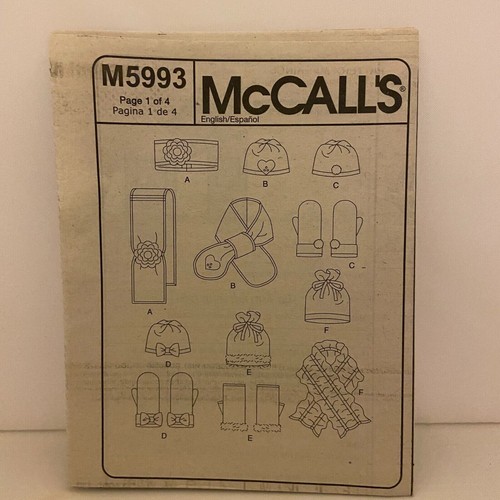 M5993
Page 1 of 4
Pagina 1 de 4
McCALL'S®
English/Español
A
B
C
A
B
C
F
D
E
F
D
E